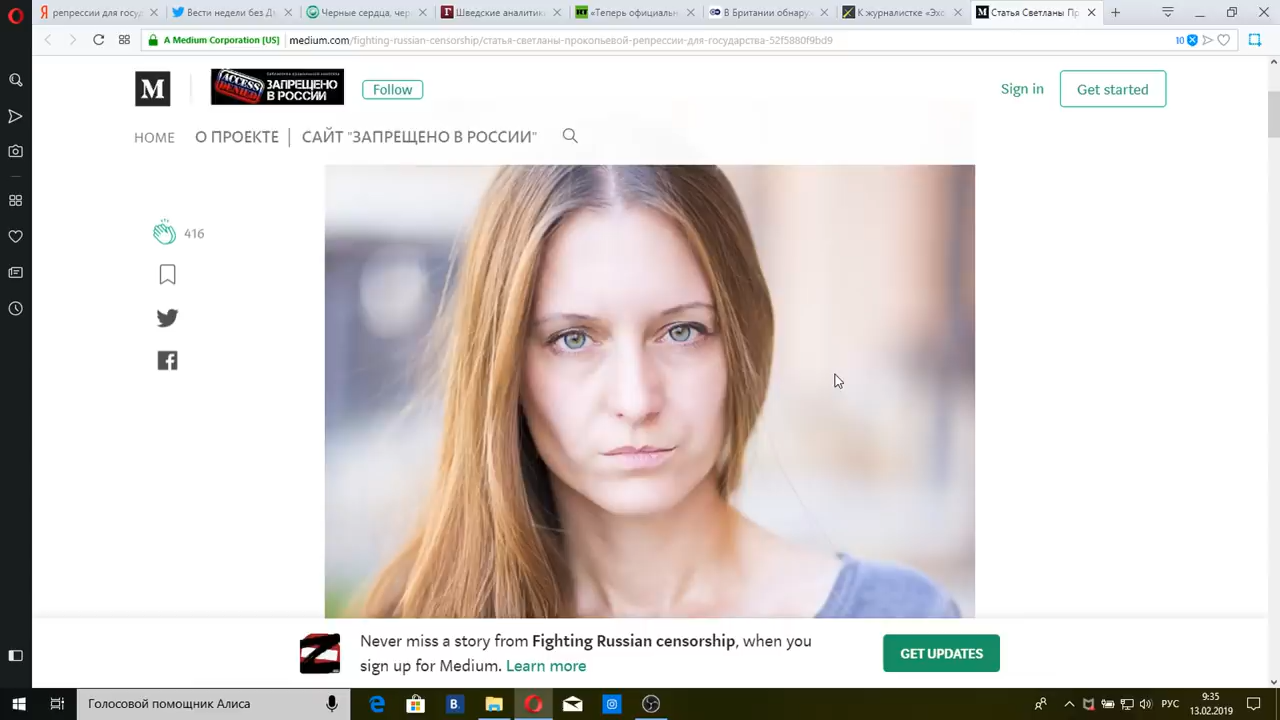 репрессии для госуд
Вести недели без Ди
Черные сердца, чер
Шведские аналитики
«Теперь официальн
В Британии обнаруж
К журналистке «Эхо
Статья Светланы Пр
A Medium Corporation [US]
medium.com/fighting-russian-censorship/статья-светланы-прокопьевой-репрессии-для-государства-52f5880f9bd9
10
M
ACCESS DENIED
ЗАПРЕЩЕНО
В РОССИИ
Follow
Sign in
Get started
HOME
О ПРОЕКТЕ
САЙТ "ЗАПРЕЩЕНО В РОССИИ"
416
Never miss a story from Fighting Russian censorship, when you
sign up for Medium. Learn more
GET UPDATES
Голосовой помощник Алиса
РУС
9:35
13.02.2019